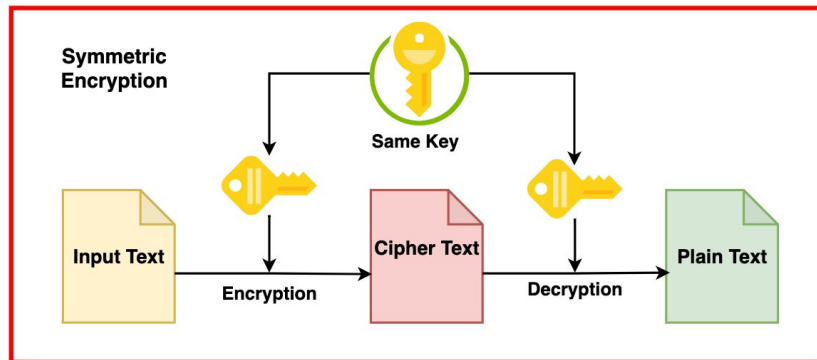 Symmetric
Encryption
Same Key
Input Text
Cipher Text
Plain Text
Encryption
Decryption